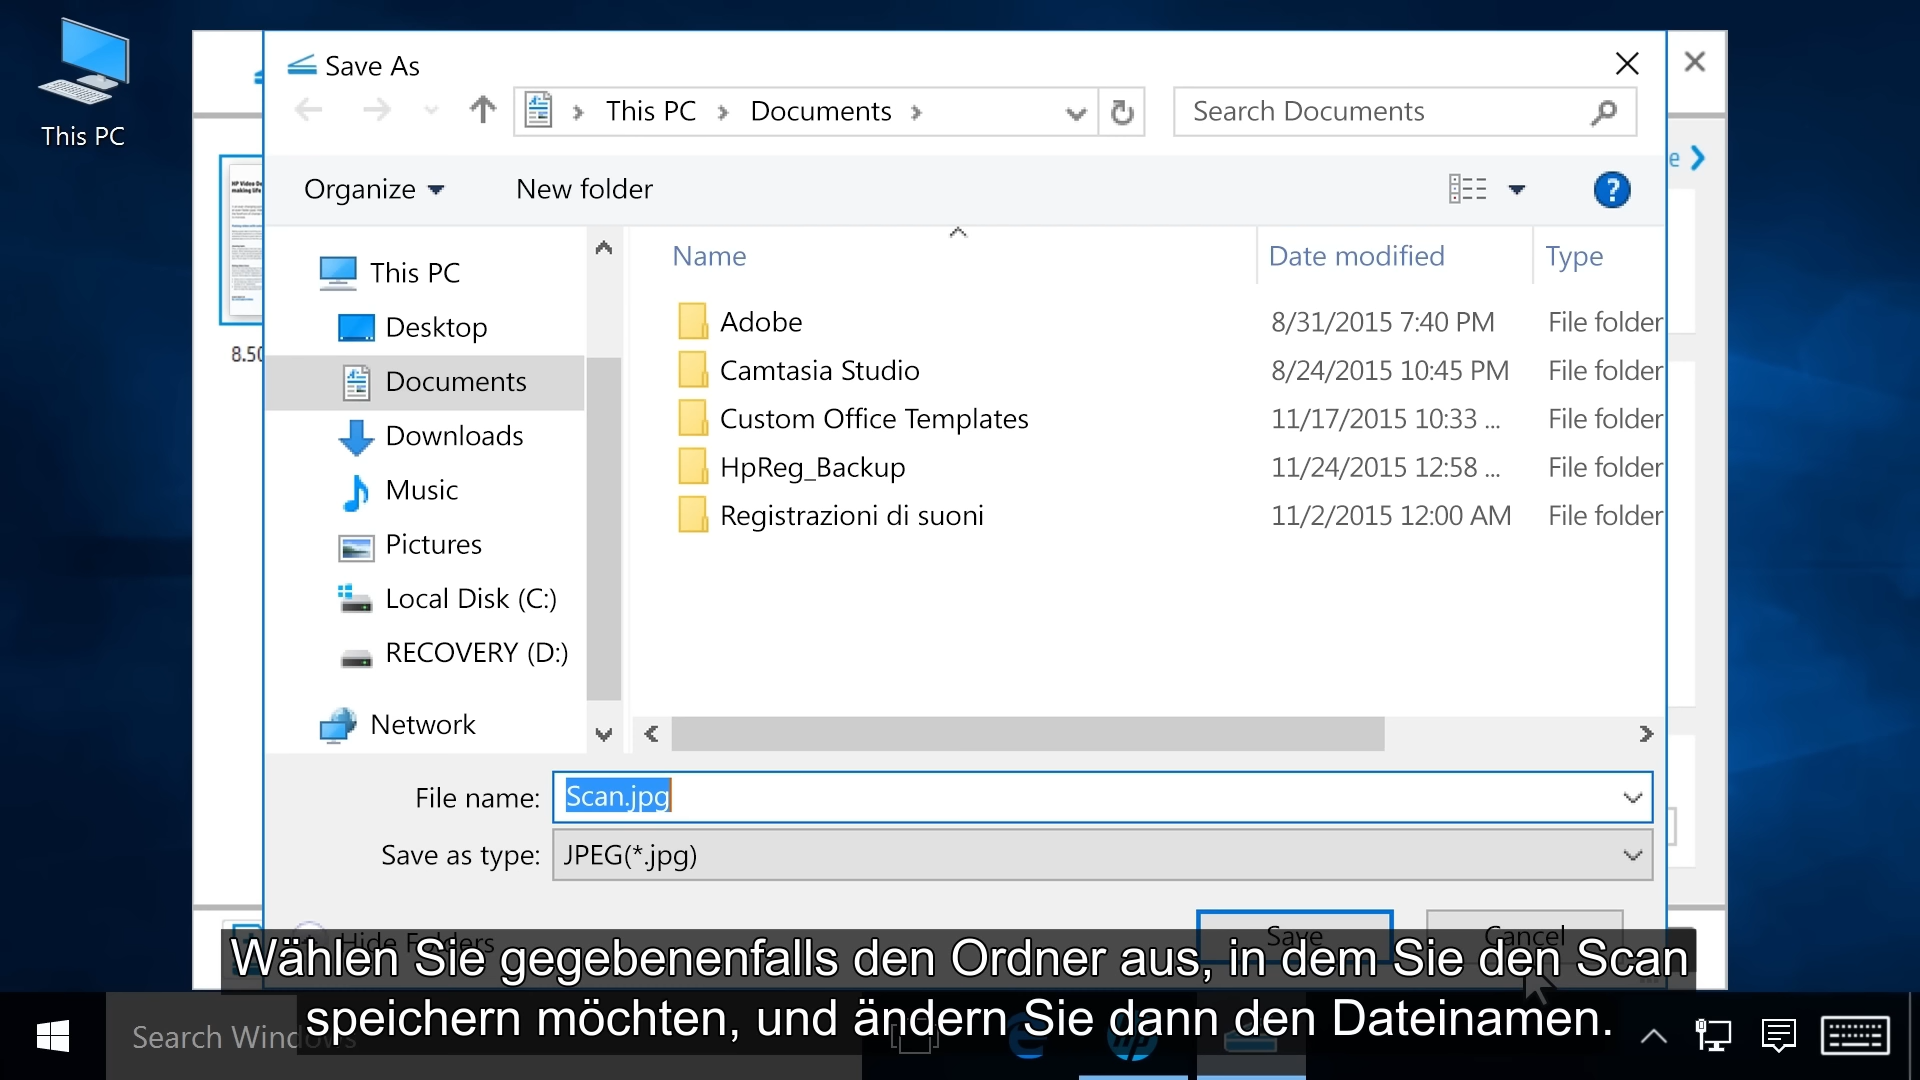 This PC
Save As
This PC
Documents
Search Documents
Organize
New folder
?
This PC
Desktop
Documents
Downloads
Music
Pictures
Local Disk (C:)
RECOVERY (D:)
Network
Name
Date modified
Type
Adobe
8/31/2015 7:40 PM
File folder
Camtasia Studio
8/24/2015 10:45 PM
File folder
Custom Office Templates
11/17/2015 10:33 ...
File folder
HpReg_Backup
11/24/2015 12:58 ...
File folder
Registrazioni di suoni
11/2/2015 12:00 AM
File folder
HP Video
making life
8.50
e
File name:
Scan.jpg
Save as type:
JPEG(*.jpg)
Hide Folders
Save
Cancel
Wählen Sie gegebenenfalls den Ordner aus, in dem Sie den Scan
speichern möchten, und ändern Sie dann den Dateinamen.
Search Windows
hp